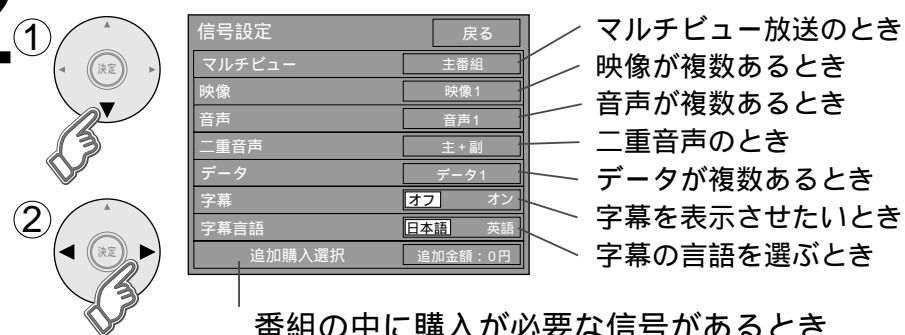 ①
決定
②
決定
信号設定 戻る
マルチビュー 主番組
映像 映像1
音声 音声1
二重音声 主+副
データ データ1
字幕 オフ オン
字幕言語 日本語 英語
追加購入選択 追加金額:0円
マルチビュー放送のとき
映像が複数あるとき
音声が複数あるとき
二重音声のとき
データが複数あるとき
字幕を表示させたいとき
字幕の言語を選ぶとき
番組の中に購入が必要な信号があるとき